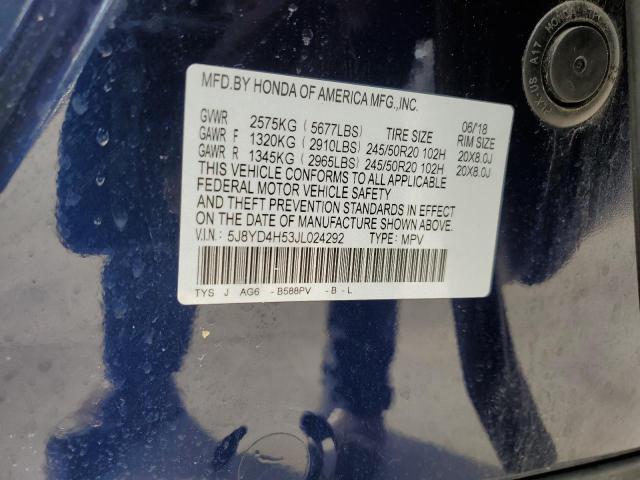 MFD.BY HONDA OF AMERICA MFG.,INC.
06/18
GVWR 2575KG ( 5677LBS) TIRE SIZE RIM SIZE
GAWR F 1320KG ( 2910LBS) 245/50R20 102H 20X8.0J
GAWR R 1345KG ( 2965LBS) 245/50R20 102H 20X8.0J
THIS VEHICLE CONFORMS TO ALL APPLICABLE
FEDERAL MOTOR VEHICLE SAFETY
AND THEFT PREVENTION STANDARDS IN EFFECT
ON THE DATE OF MANUFACTURE SHOWN ABOVE.
V.I.N.: 5J8YD4H53JL024292 TYPE: MPV
TYS J AG6 -B588PV -B -L
A17